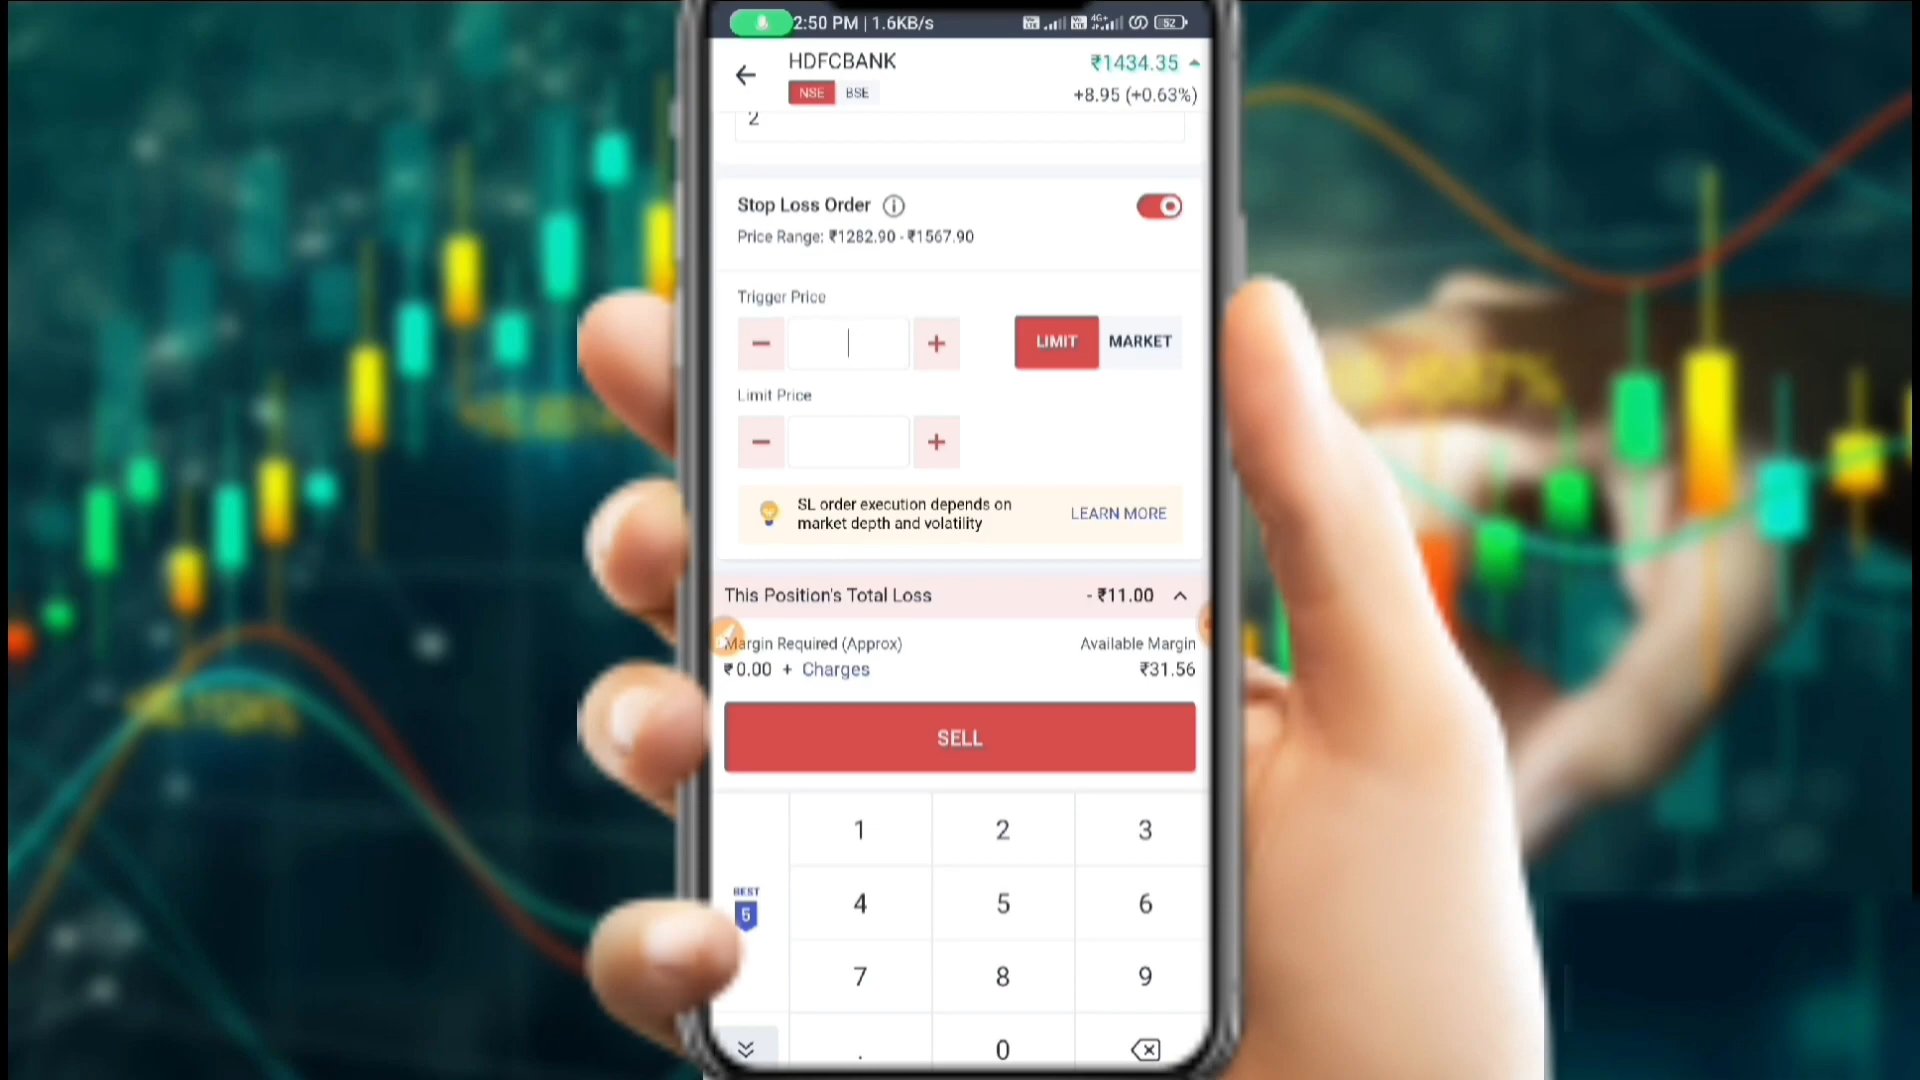 2:50 PM | 1.6KB/s
52
HDFCBANK
₹1434.35
NSE BSE
+8.95 (+0.63%)
2
Stop Loss Order
Price Range: ₹1282.90 - ₹1567.90
Trigger Price
− + LIMIT MARKET
Limit Price
− +
SL order execution depends on
market depth and volatility
LEARN MORE
This Position's Total Loss - ₹11.00
Margin Required (Approx) Available Margin
₹0.00 + Charges ₹31.56
SELL
1 2 3
BEST
5
4 5 6
7 8 9
. 0